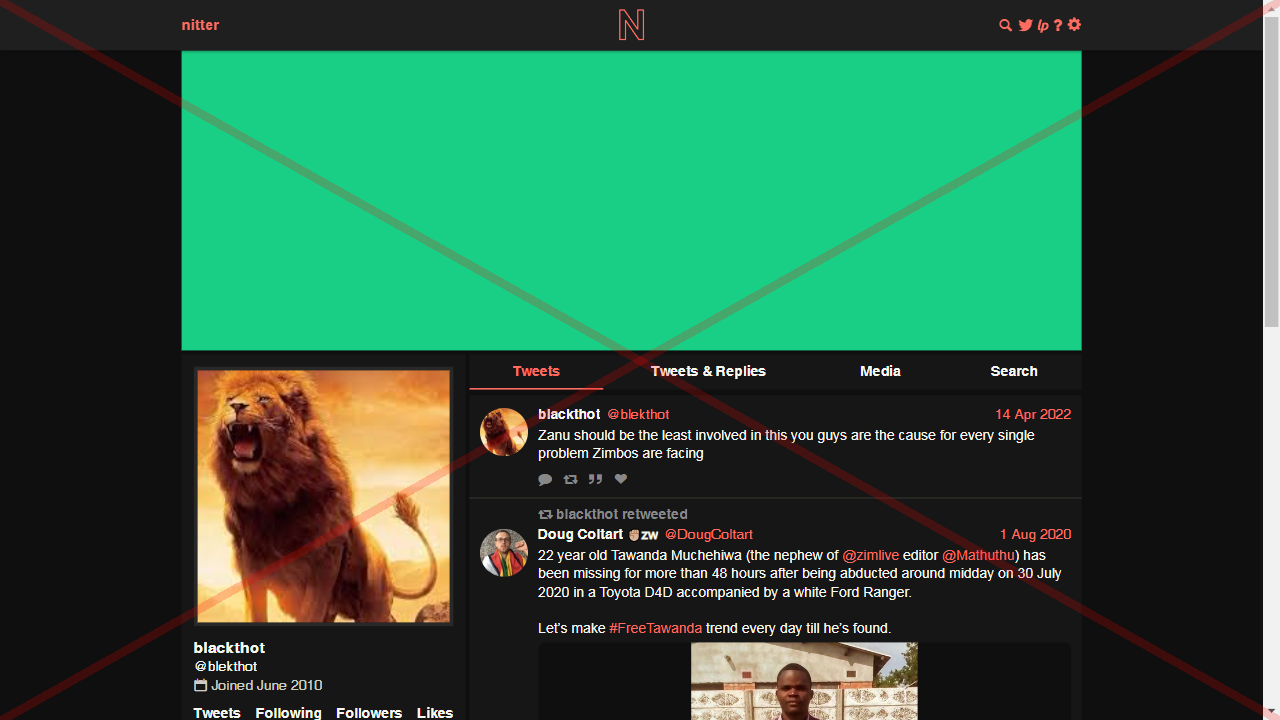 nitter
N
lp ?
Tweets
Tweets & Replies
Media
Search
blackthot @blekthot 14 Apr 2022
Zanu should be the least involved in this you guys are the cause for every single
problem Zimbos are facing
blackthot retweeted
Doug Coltart ✊🏽🇿🇼 @DougColtart 1 Aug 2020
22 year old Tawanda Muchehiwa (the nephew of @zimlive editor @Mathuthu) has
been missing for more than 48 hours after being abducted around midday on 30 July
2020 in a Toyota D4D accompanied by a white Ford Ranger.
Let's make #FreeTawanda trend every day till he's found.
blackthot
@blekthot
Joined June 2010
Tweets Following Followers Likes